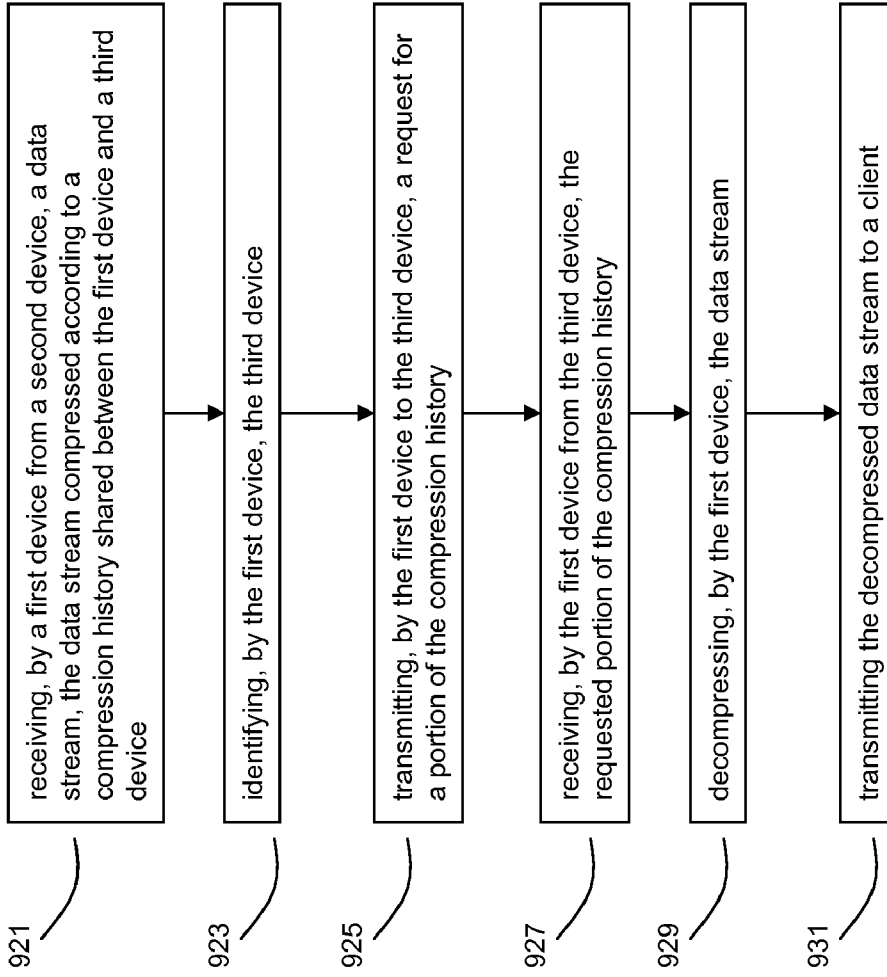 921
receiving, by a first device from a second device, a data
stream, the data stream compressed according to a
compression history shared between the first device and a third
device
923
identifying, by the first device, the third device
925
transmitting, by the first device to the third device, a request for
a portion of the compression history
927
receiving, by the first device from the third device, the
requested portion of the compression history
929
decompressing, by the first device, the data stream
931
transmitting the decompressed data stream to a client